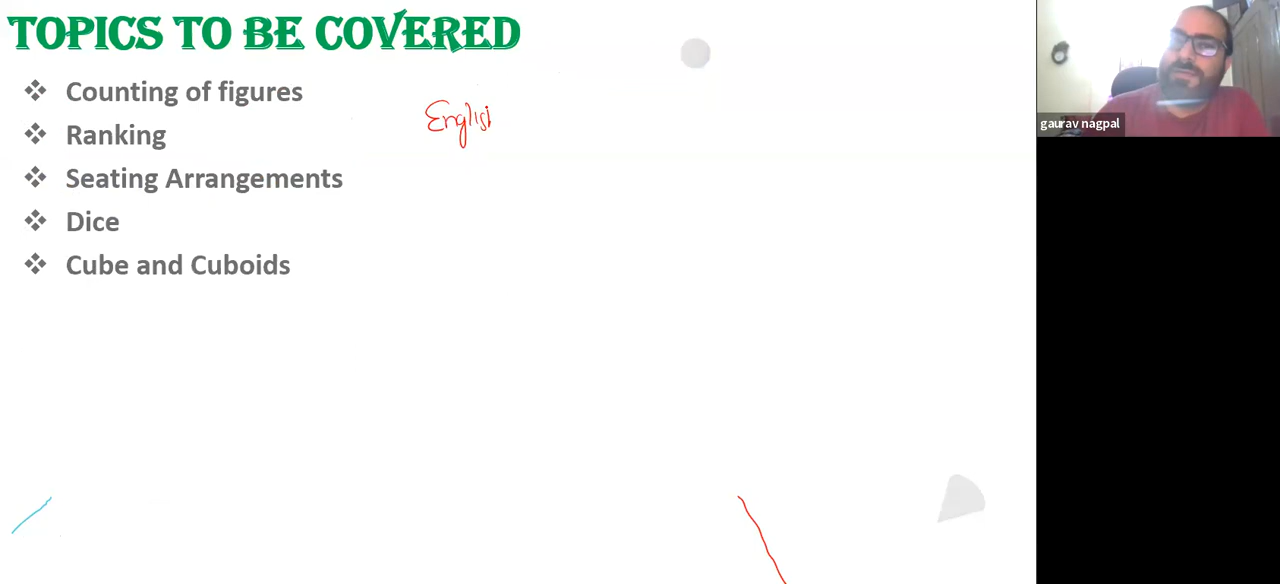 TOPICS TO BE COVERED
❖ Counting of figures
English
❖ Ranking
❖ Seating Arrangements
❖ Dice
❖ Cube and Cuboids
gaurav nagpal